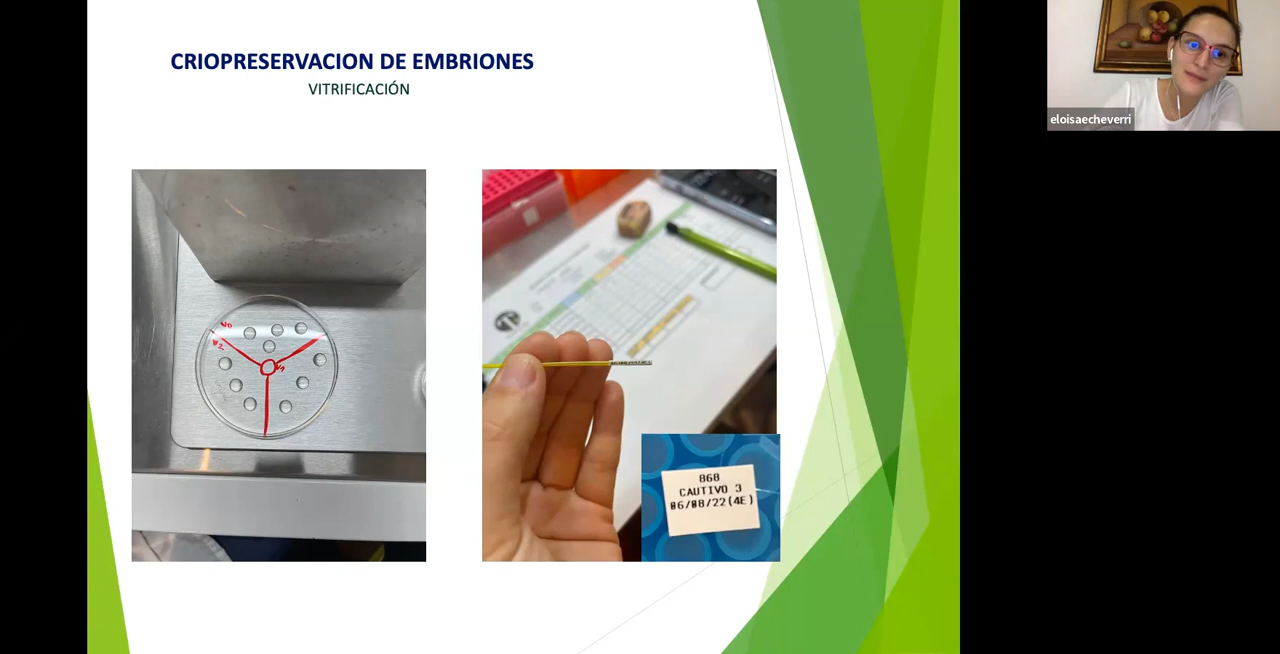 CRIOPRESERVACION DE EMBRIONES
VITRIFICACIÓN
eloisaecheverri
868
CAUTIVO 3
06/08/22(4E)